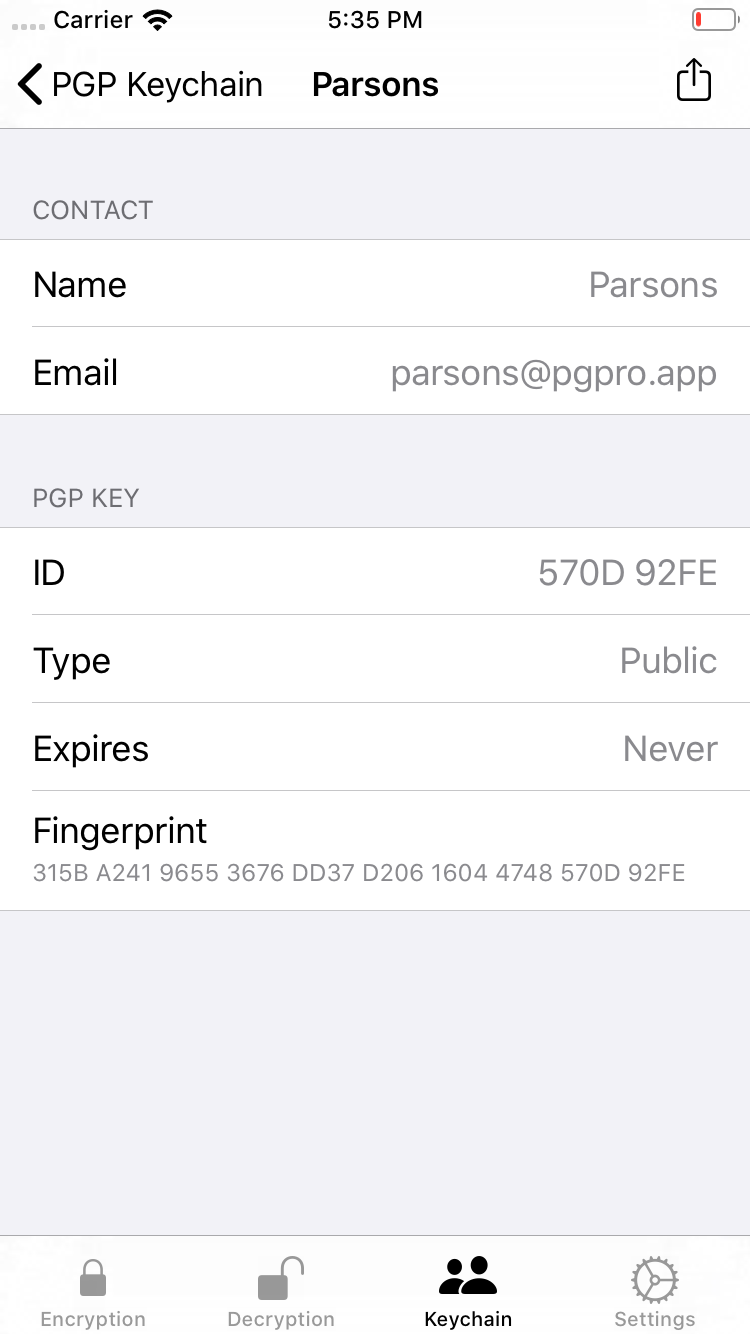 Carrier 5:35 PM
PGP Keychain Parsons
CONTACT
Name Parsons
Email parsons@pgpro.app
PGP KEY
ID 570D 92FE
Type Public
Expires Never
Fingerprint
315B A241 9655 3676 DD37 D206 1604 4748 570D 92FE
Encryption Decryption Keychain Settings